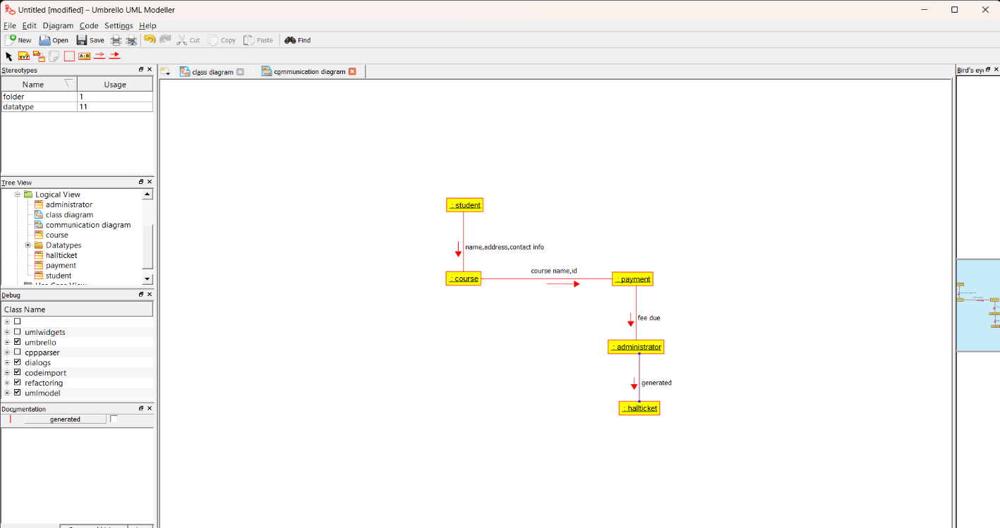 Untitled [modified] – Umbrello UML Modeller
File Edit Diagram Code Settings Help
New Open Save Cut Copy Paste Find
XYZ A:B
Stereotypes
Name Usage
folder 1
datatype 11
Tree View
Logical View
administrator
class diagram
communication diagram
course
Datatypes
hallticket
payment
student
Debug
Class Name
umlwidgets
umbrello
cppparser
dialogs
codeimport
refactoring
umlmodel
Documentation
generated
class diagram communication diagram
: student
name,address,contact info
: course
course name,id
: payment
fee due
: administrator
generated
: hallticket
Bird's eye